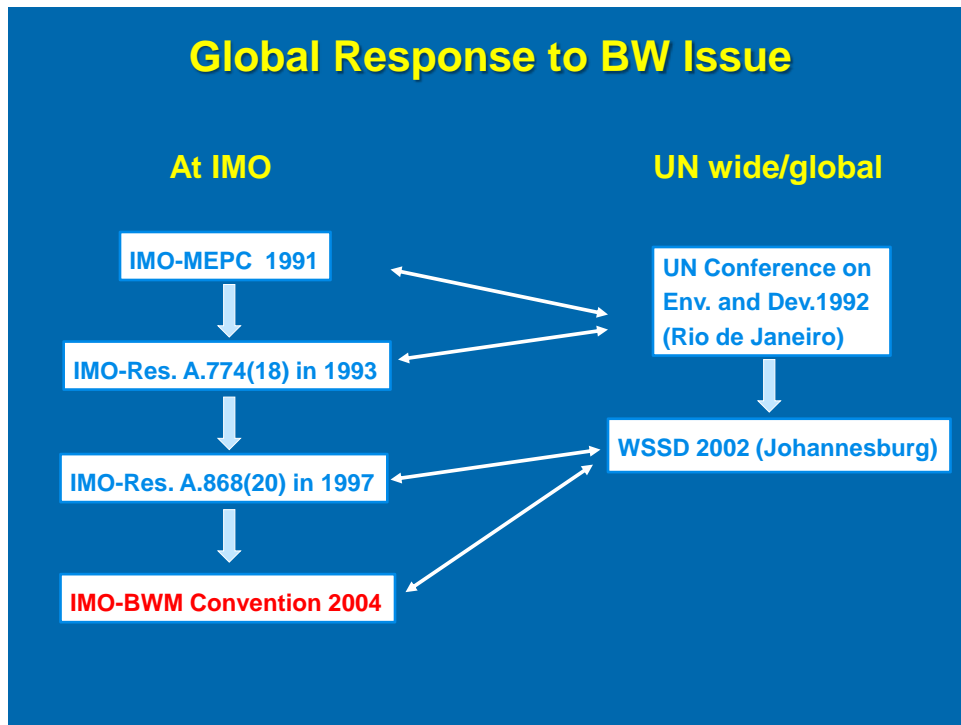 Global Response to BW Issue
At IMO
UN wide/global
IMO-MEPC  1991
UN Conference on
Env. and Dev.1992
(Rio de Janeiro)
IMO-Res. A.774(18) in 1993
WSSD 2002 (Johannesburg)
IMO-Res. A.868(20) in 1997
IMO-BWM Convention 2004